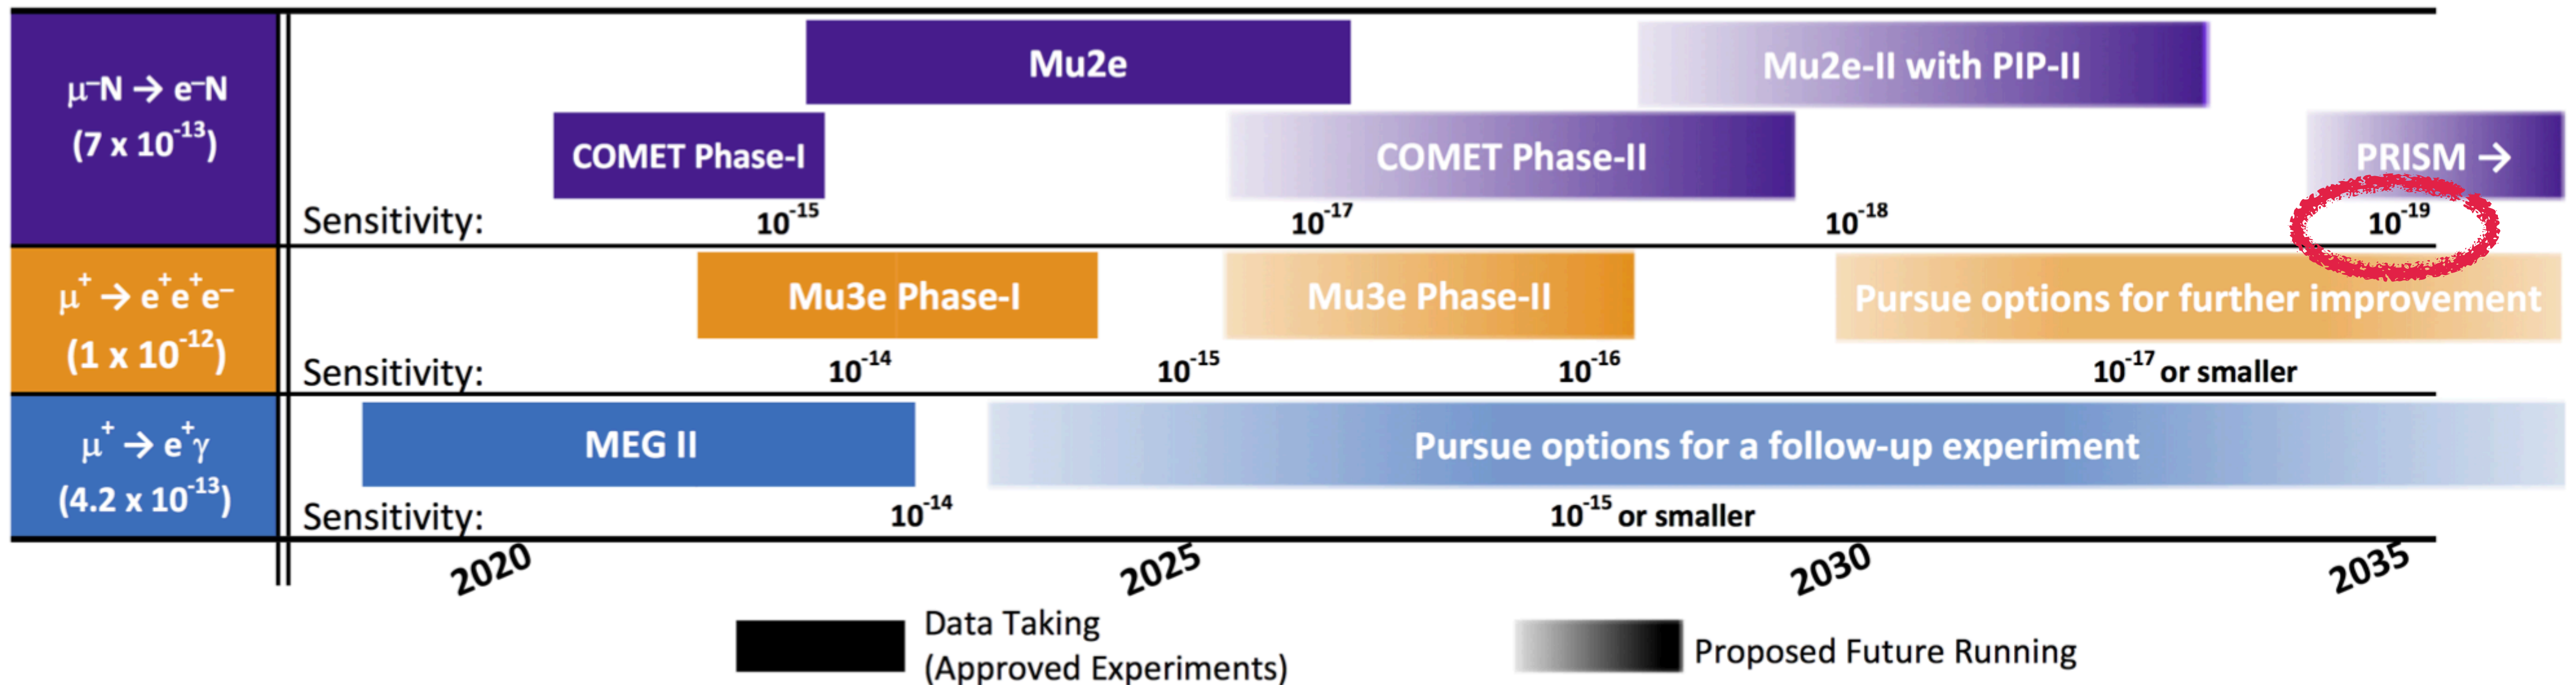 μ⁻N → e⁻N
(7 x 10⁻¹³)
Mu2e
Mu2e-II with PIP-II
COMET Phase-I
COMET Phase-II
PRISM →
Sensitivity:
10⁻¹⁵
10⁻¹⁷
10⁻¹⁸
10⁻¹⁹
μ⁺ → e⁺e⁺e⁻
(1 x 10⁻¹²)
Mu3e Phase-I
Mu3e Phase-II
Pursue options for further improvement
Sensitivity:
10⁻¹⁴
10⁻¹⁵
10⁻¹⁶
10⁻¹⁷ or smaller
μ⁺ → e⁺γ
(4.2 x 10⁻¹³)
MEG II
Pursue options for a follow-up experiment
Sensitivity:
10⁻¹⁴
10⁻¹⁵ or smaller
2020
2025
2030
2035
Data Taking
(Approved Experiments)
Proposed Future Running